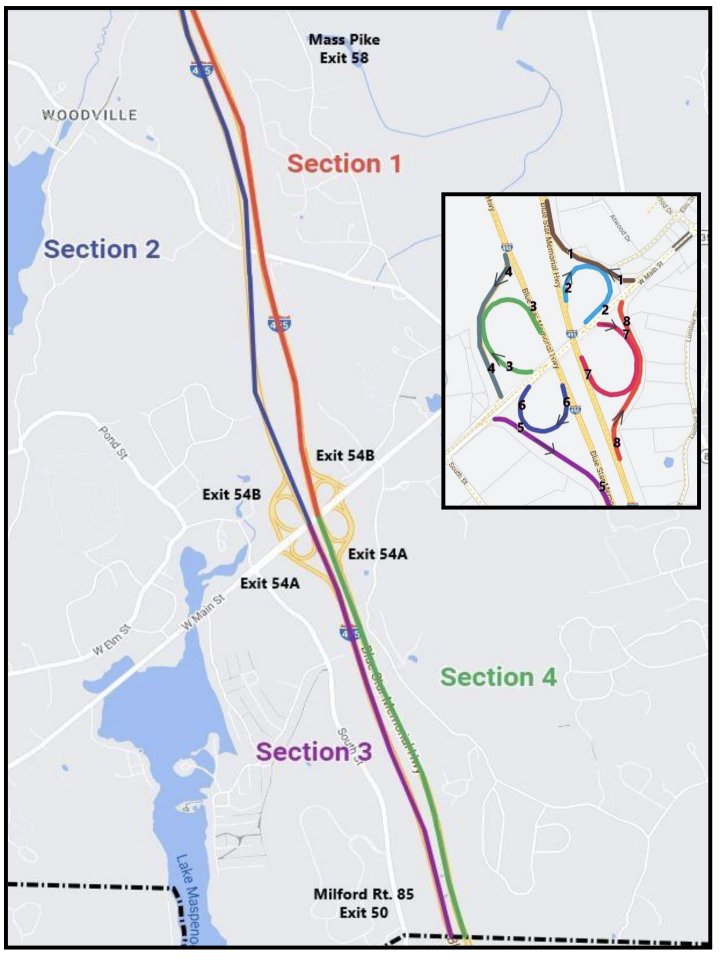 Mass Pike
Exit 58
495
WOODVILLE
Section 1
Section 2
495
Exit 54B
Exit 54B
Exit 54A
Exit 54A
Pond St
W Elm St
W Main St
495
Blue Star Memorial Hwy
South St
Section 4
Section 3
Lake Maspeno
Milford Rt. 85
Exit 50
Hwy
Blue Star Memorial Hwy
Atwood Dr
Elm St
W Main St
1
1
4
2
2
3
8
7
Blue Star Memorial Hwy
3
4
7
6
6
5
8
5
South St
Blue Star Memo